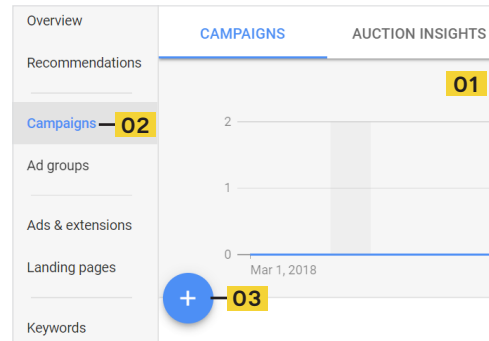 Overview
Recommendations
Campaigns
02
Ad groups
Ads & extensions
Landing pages
Keywords
CAMPAIGNS
AUCTION INSIGHTS
01
2
1
0
Mar 1, 2018
+
03